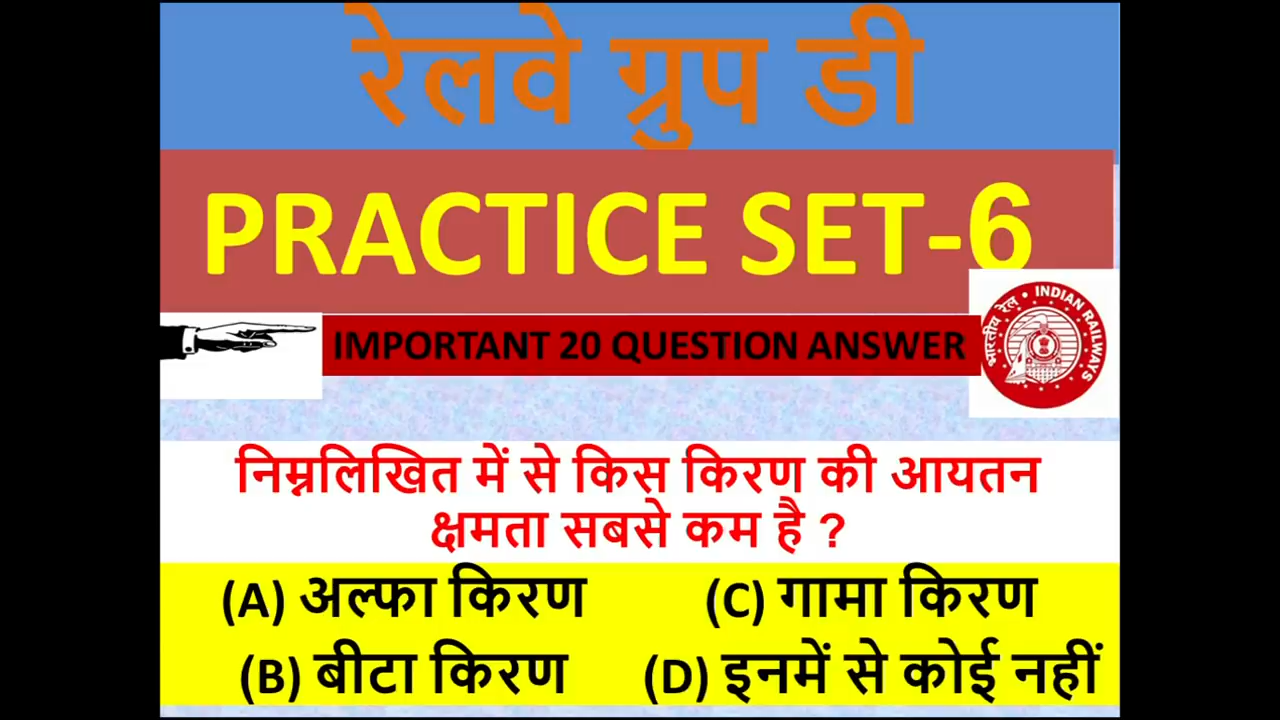 रेलवे ग्रुप डी
PRACTICE SET-6
IMPORTANT 20 QUESTION ANSWER
भारतीय रेल • INDIAN RAILWAYS
निम्नलिखित में से किस किरण की आयतन
क्षमता सबसे कम है ?
(A) अल्फा किरण (C) गामा किरण
(B) बीटा किरण (D) इनमें से कोई नहीं